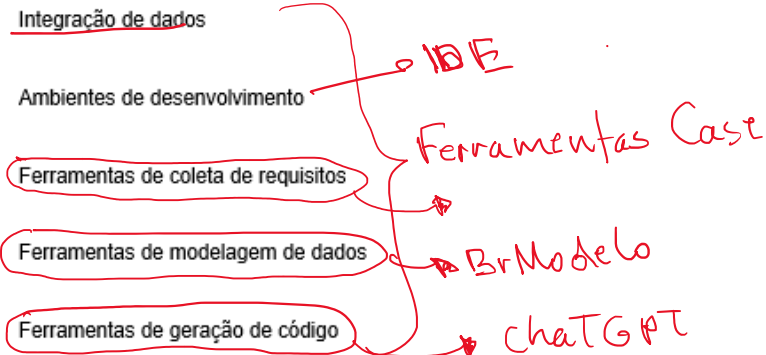 Integração de dados
IDE
Ambientes de desenvolvimento
Ferramentas Case
Ferramentas de coleta de requisitos
Ferramentas de modelagem de dados
BrModelo
Ferramentas de geração de código
ChaTGPT